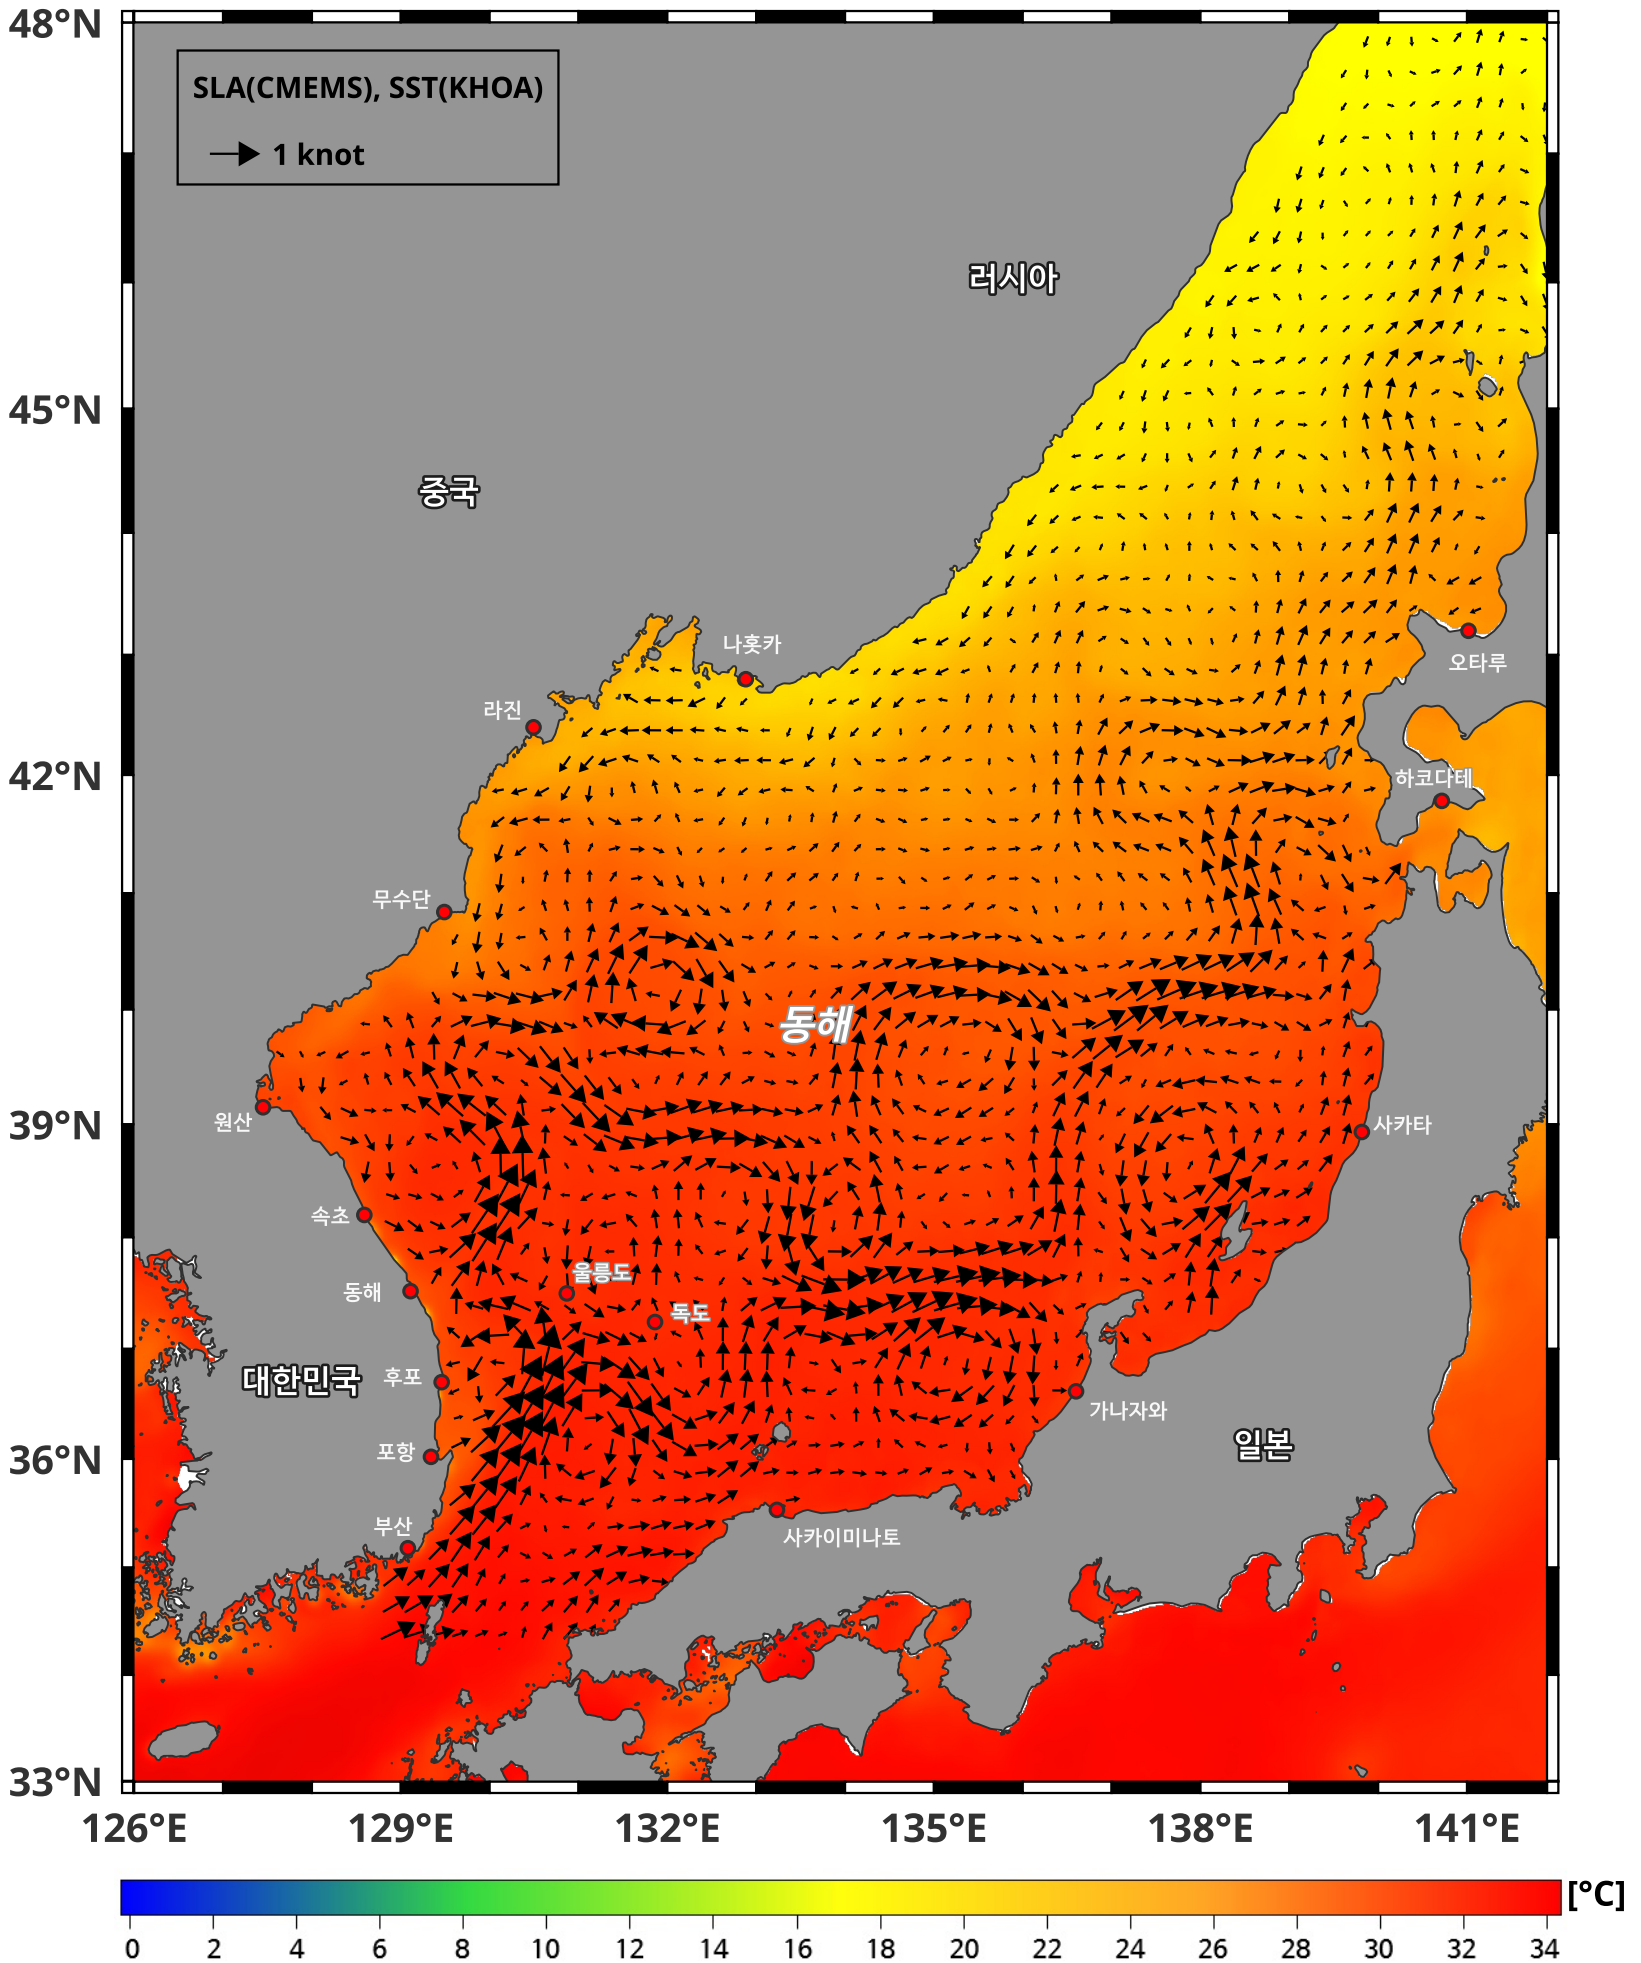 48°N
SLA(CMEMS), SST(KHOA)
1 knot
러시아
45°N
중국
나홋카
오타루
라진
42°N
하코다테
무수단
동해
39°N
원산
사카타
속초
울릉도
동해
독도
대한민국
후포
가나자와
일본
36°N
포항
부산
사카이미나토
33°N
126°E 129°E 132°E 135°E 138°E 141°E
[°C]
0 2 4 6 8 10 12 14 16 18 20 22 24 26 28 30 32 34